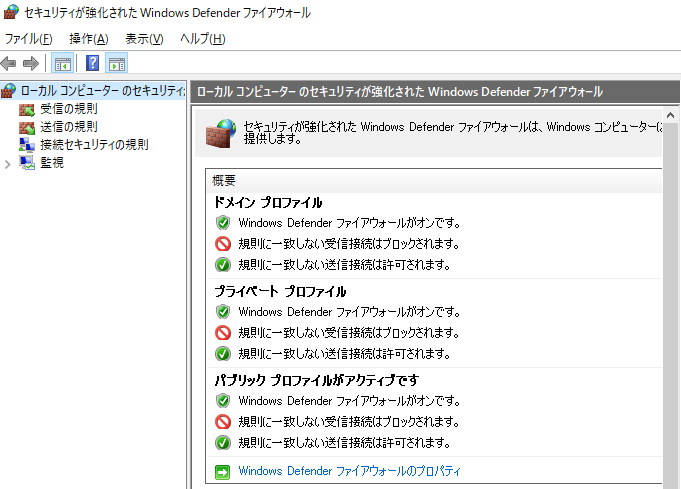 セキュリティが強化された Windows Defender ファイアウォール
ファイル(F) 操作(A) 表示(V) ヘルプ(H)
ローカル コンピューター のセキュリティ
受信の規則
送信の規則
接続セキュリティの規則
監視
ローカル コンピューター のセキュリティが強化された Windows Defender ファイアウォール
セキュリティが強化された Windows Defender ファイアウォールは、Windows コンピューター
提供します。
概要
ドメイン プロファイル
Windows Defender ファイアウォールがオンです。
規則に一致しない受信接続はブロックされます。
規則に一致しない送信接続は許可されます。
プライベート プロファイル
Windows Defender ファイアウォールがオンです。
規則に一致しない受信接続はブロックされます。
規則に一致しない送信接続は許可されます。
パブリック プロファイルがアクティブです
Windows Defender ファイアウォールがオンです。
規則に一致しない受信接続はブロックされます。
規則に一致しない送信接続は許可されます。
Windows Defender ファイアウォールのプロパティ